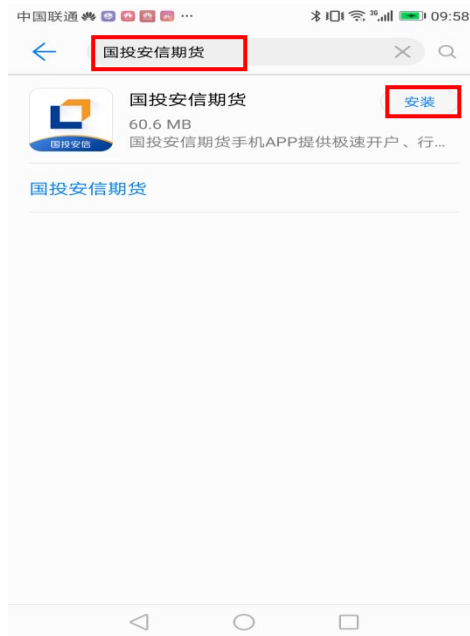 中国联通 ··· 3G 09:58
国投安信期货
国投安信期货 安装
60.6 MB
国投安信期货手机APP提供极速开户、行...
国投安信
国投安信期货